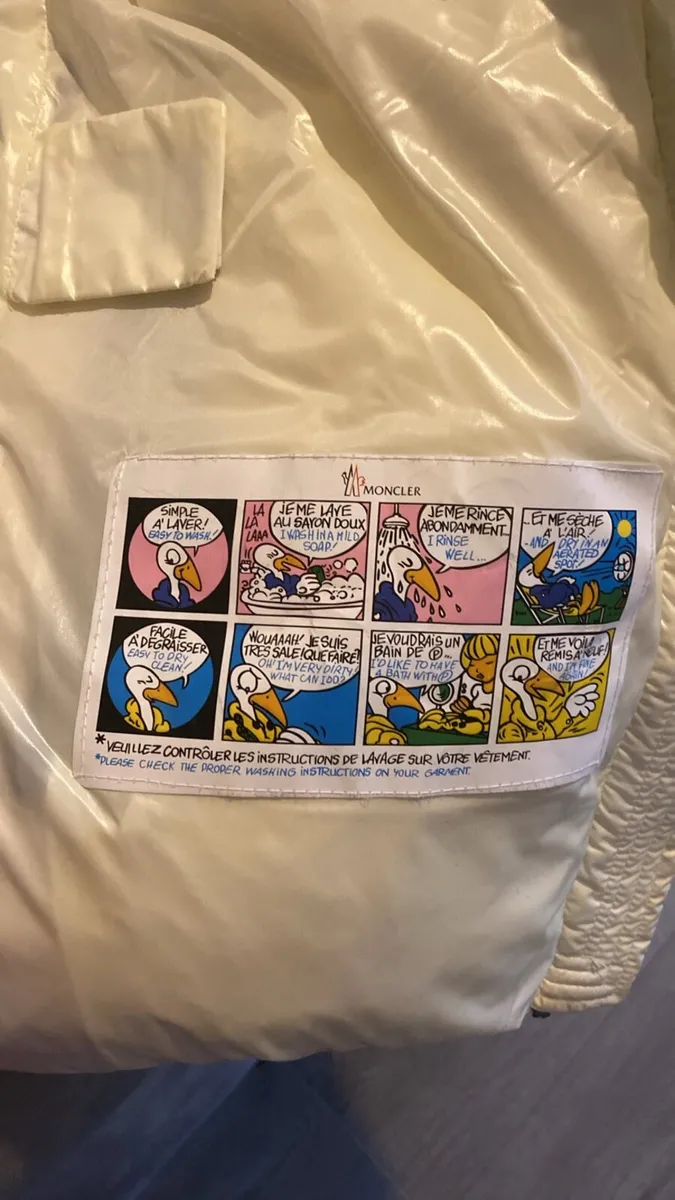 MONCLER
SIMPLE
A' LAVER!
EASY TO WASH!
LA
LA
LAAA
JE ME LAVE
AU SAVON DOUX
I WASH IN A MILD
SOAP!
JE ME RINCE
ABONDAMMENT.
I RINSE
WELL...
...ET ME SÈCHE
À L'AIR.
-AND DRY IN AN
AERATED
SPOT!
FACILE
A' DEGRAISSER
EASY TO DRY
CLEAN!
WOUAAAH! JE SUIS
TRES SALE! QUE FAIRE?
OH! I'M VERY DIRTY
WHAT CAN I DO?
JE VOUDRAIS UN
BAIN DE Ⓟ...
I'D LIKE TO HAVE
A BATH WITH Ⓟ
ET ME VOILÀ
REMIS À NEUF!
AND I'M FINE
AGAIN!
*VEUILLEZ CONTRÔLER LES INSTRUCTIONS DE LAVAGE SUR VÔTRE VÊTEMENT.
*PLEASE CHECK THE PROPER WASHING INSTRUCTIONS ON YOUR GARMENT.